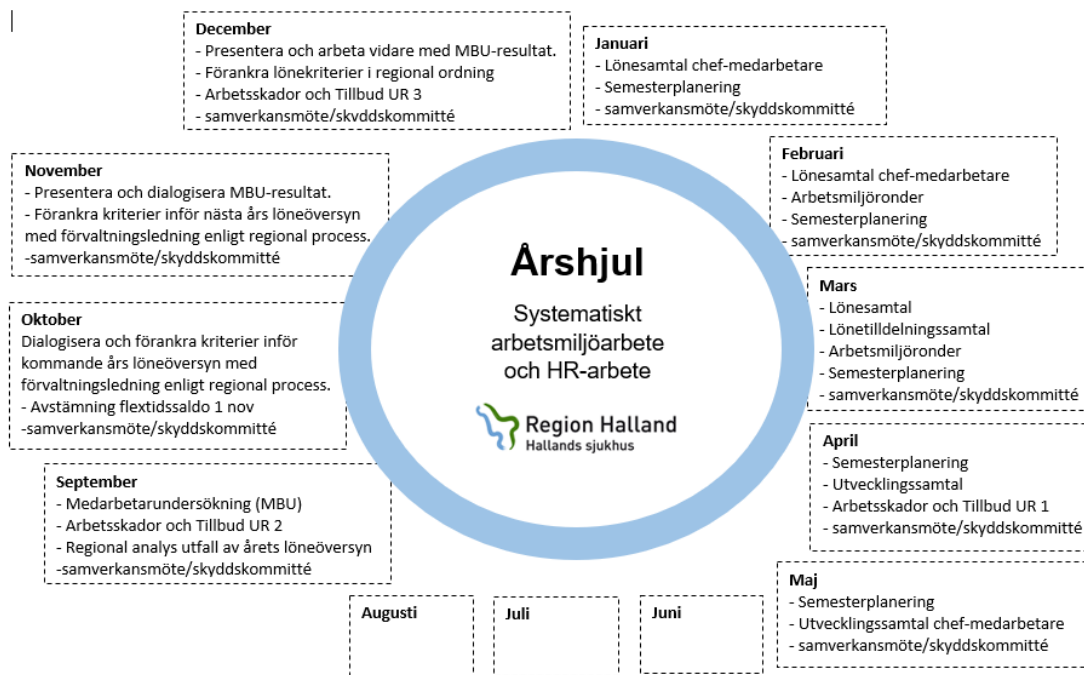 December
- Presentera och arbeta vidare med MBU-resultat.
- Förankra lönekriterier i regional ordning
- Arbetsskador och Tillbud UR 3
- samverkansmöte/skyddskommitté
Januari
- Lönesamtal chef-medarbetare
- Semesterplanering
- samverkansmöte/skyddskommitté
Februari
- Lönesamtal chef-medarbetare
- Arbetsmiljöronder
- Semesterplanering
- samverkansmöte/skyddskommitté
Mars
- Lönesamtal
- Lönetilldelningssamtal
- Arbetsmiljöronder
- Semesterplanering
- samverkansmöte/skyddskommitté
April
- Semesterplanering
- Utvecklingssamtal
- Arbetsskador och Tillbud UR 1
- samverkansmöte/skyddskommitté
Maj
- Semesterplanering
- Utvecklingssamtal chef-medarbetare
- samverkansmöte/skyddskommitté
Juni
Juli
Augusti
September
- Medarbetarundersökning (MBU)
- Arbetsskador och Tillbud UR 2
- Regional analys utfall av årets löneöversyn
-samverkansmöte/skyddskommitté
Oktober
Dialogisera och förankra kriterier inför
kommande års löneöversyn med
förvaltningsledning enligt regional process.
- Avstämning flextidssaldo 1 nov
-samverkansmöte/skyddskommitté
November
- Presentera och dialogisera MBU-resultat.
- Förankra kriterier inför nästa års löneöversyn
med förvaltningsledning enligt regional process.
-samverkansmöte/skyddskommitté
Årshjul
Systematiskt
arbetsmiljöarbete
och HR-arbete
Region Halland
Hallands sjukhus